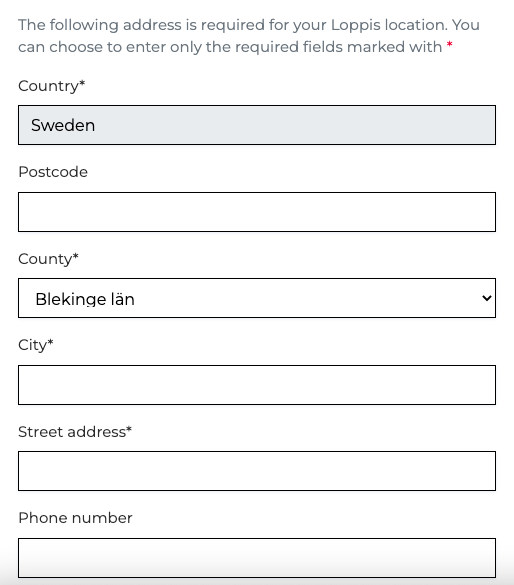 The following address is required for your Loppis location. You
can choose to enter only the required fields marked with *
Country*
Sweden
Postcode
County*
Blekinge län
City*
Street address*
Phone number